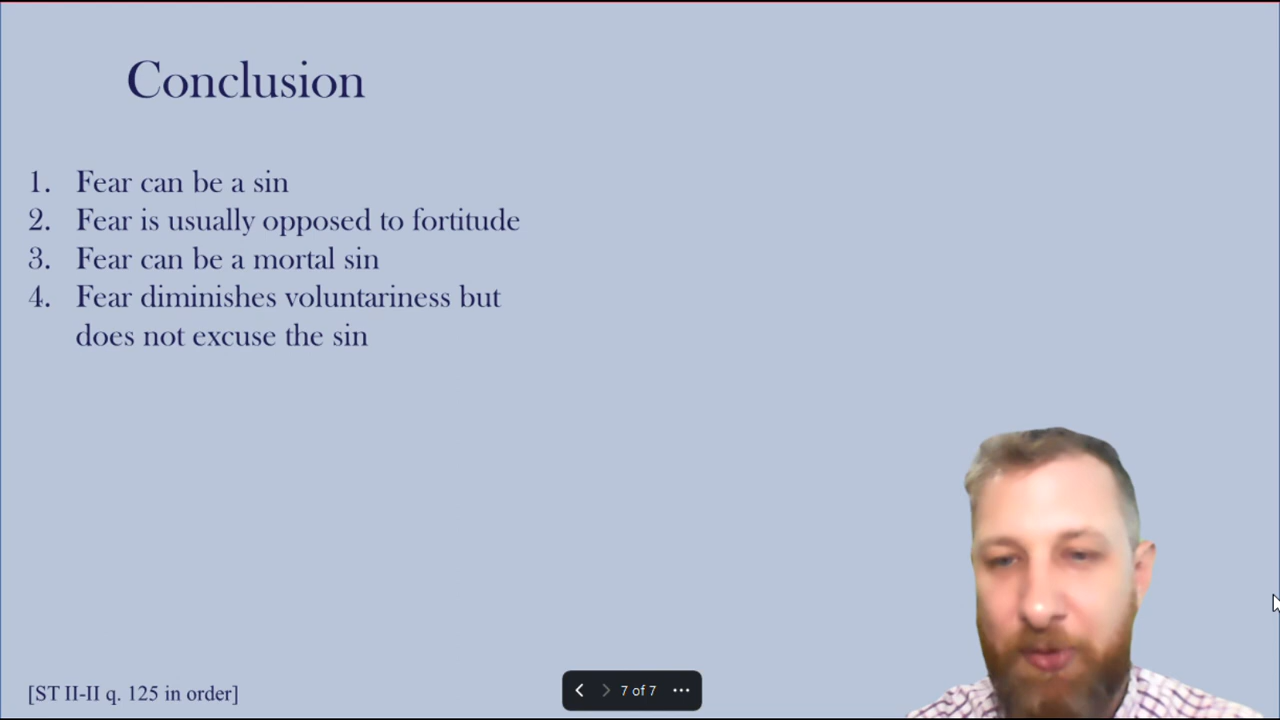 Conclusion
1. Fear can be a sin
2. Fear is usually opposed to fortitude
3. Fear can be a mortal sin
4. Fear diminishes voluntariness but
does not excuse the sin
[ST II-II q. 125 in order]
7 of 7